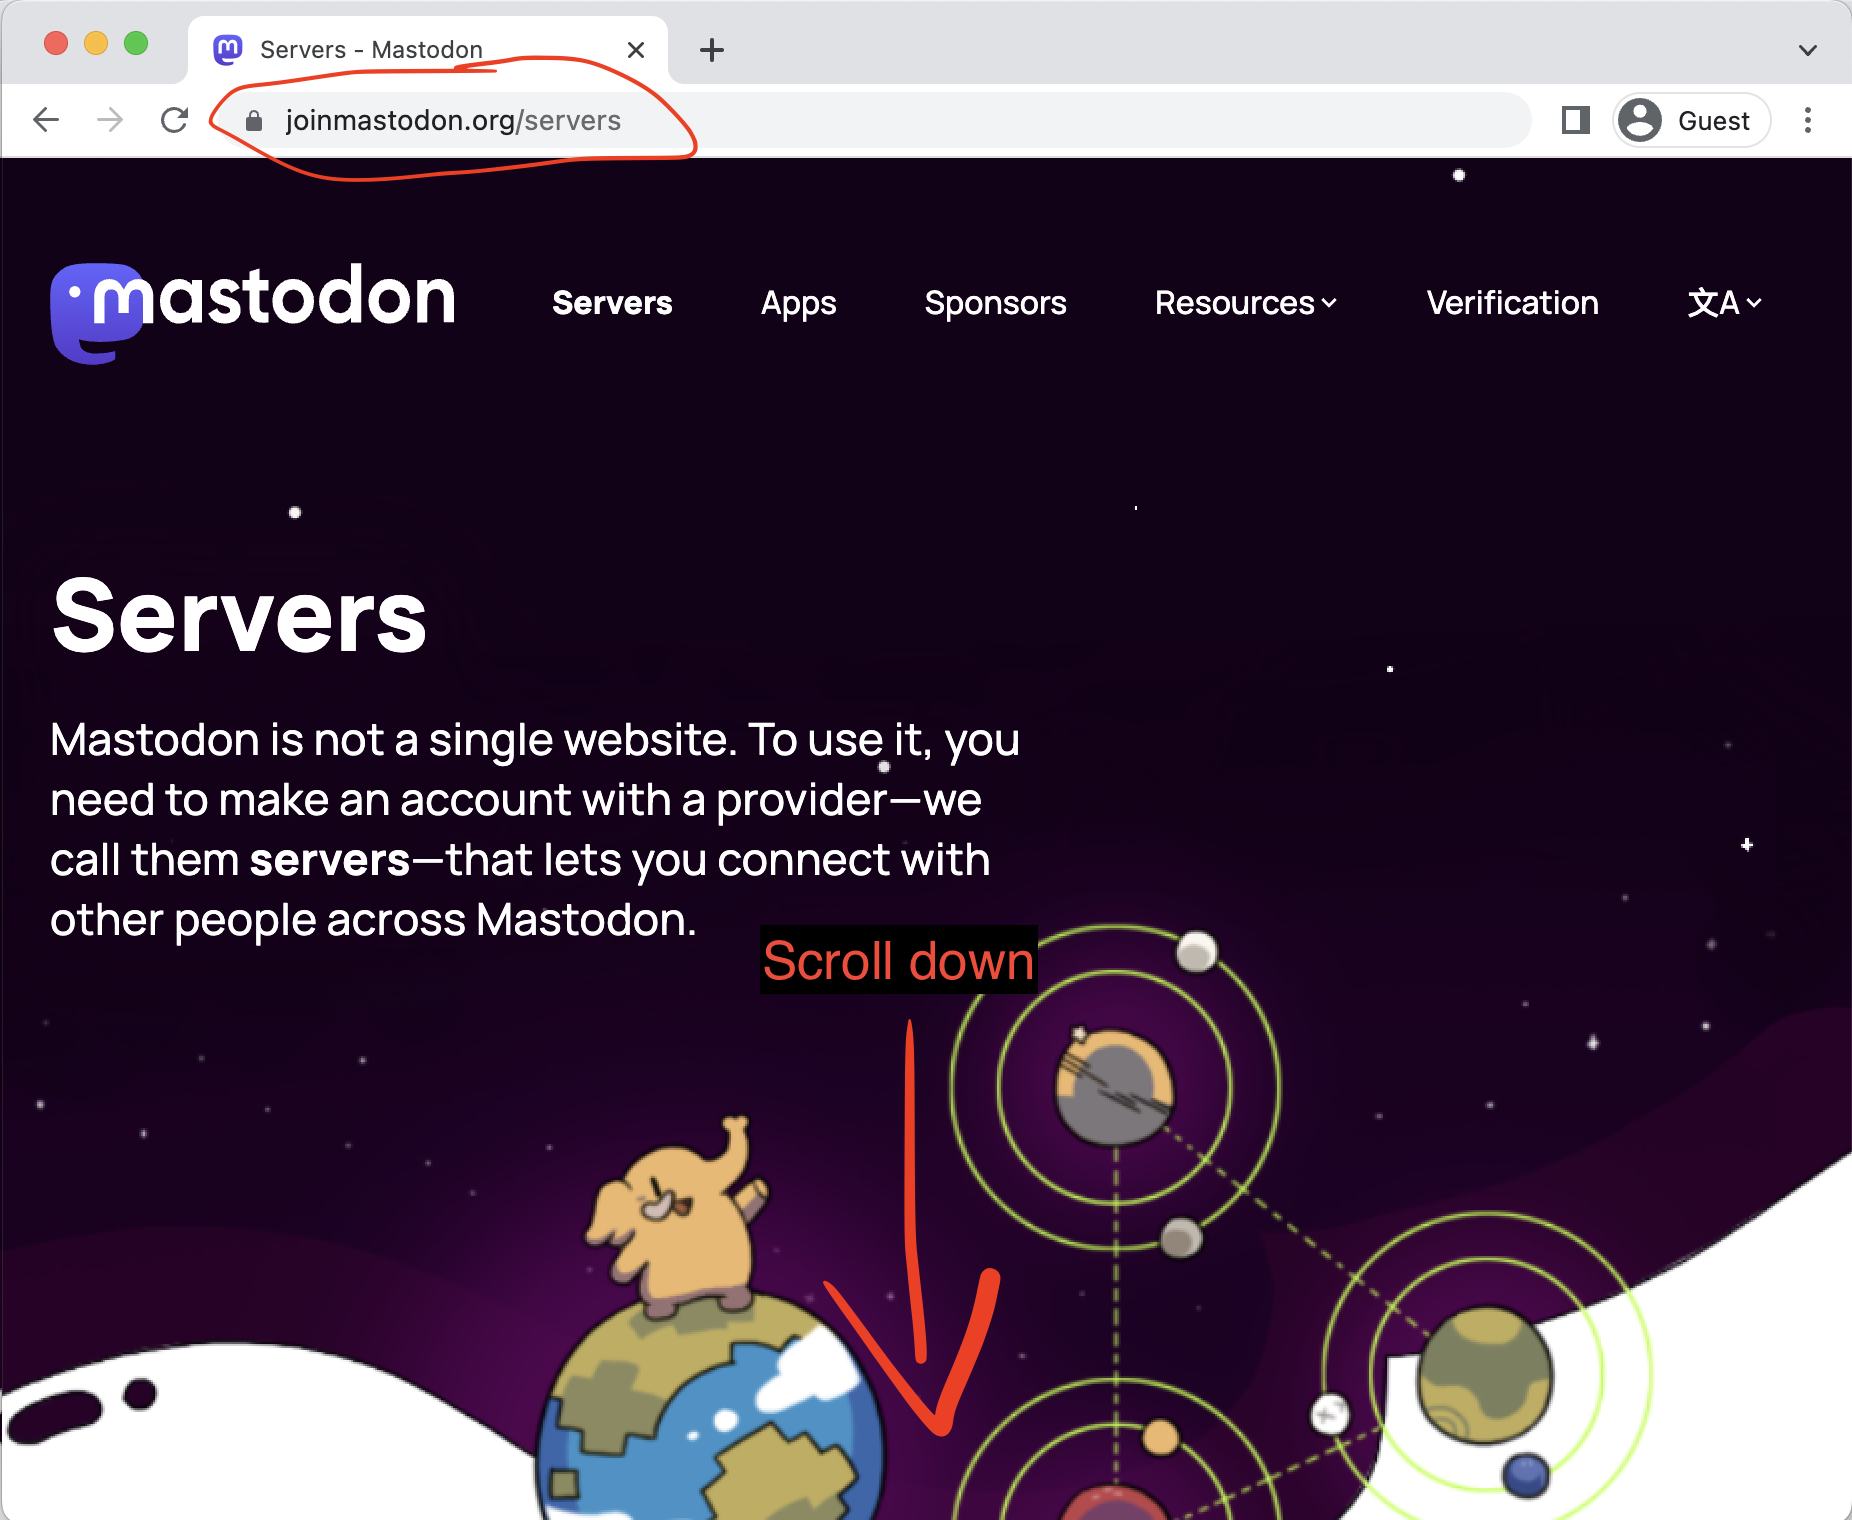 Servers - Mastodon
joinmastodon.org/servers
Guest
mastodon
Servers
Apps
Sponsors
Resources
Verification
文A
Servers
Mastodon is not a single website. To use it, you
need to make an account with a provider—we
call them servers—that lets you connect with
other people across Mastodon.
Scroll down